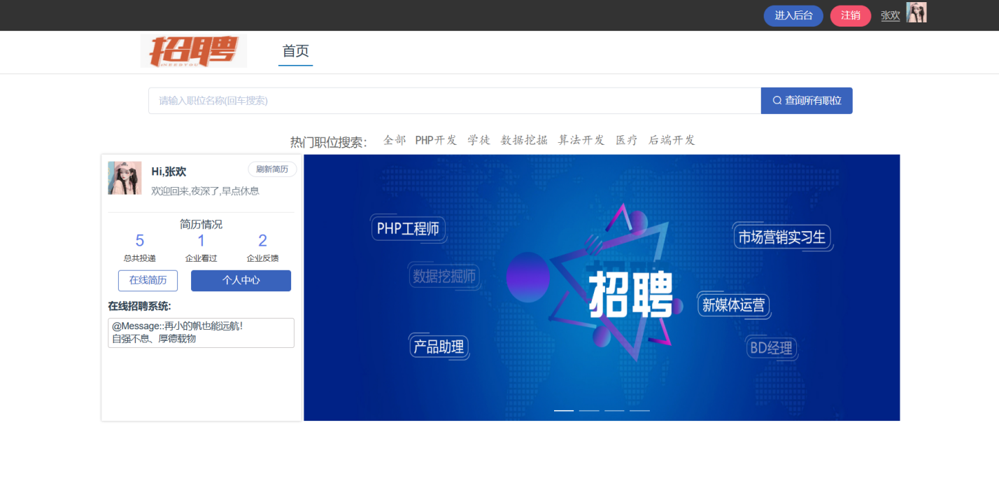 进入后台 注销 张欢
招聘 首页
请输入职位名称(回车搜索) 查询所有职位
热门职位搜索： 全部 PHP开发 学徒 数据挖掘 算法开发 医疗 后端开发
Hi,张欢 刷新简历
欢迎回来,夜深了,早点休息
简历情况
5 1 2
总共投递 企业看过 企业反馈
在线简历 个人中心
在线招聘系统:
@Message::再小的帆也能远航!
自强不息、厚德载物
PHP工程师
市场营销实习生
数据挖掘师
招聘
新媒体运营
产品助理
BD经理